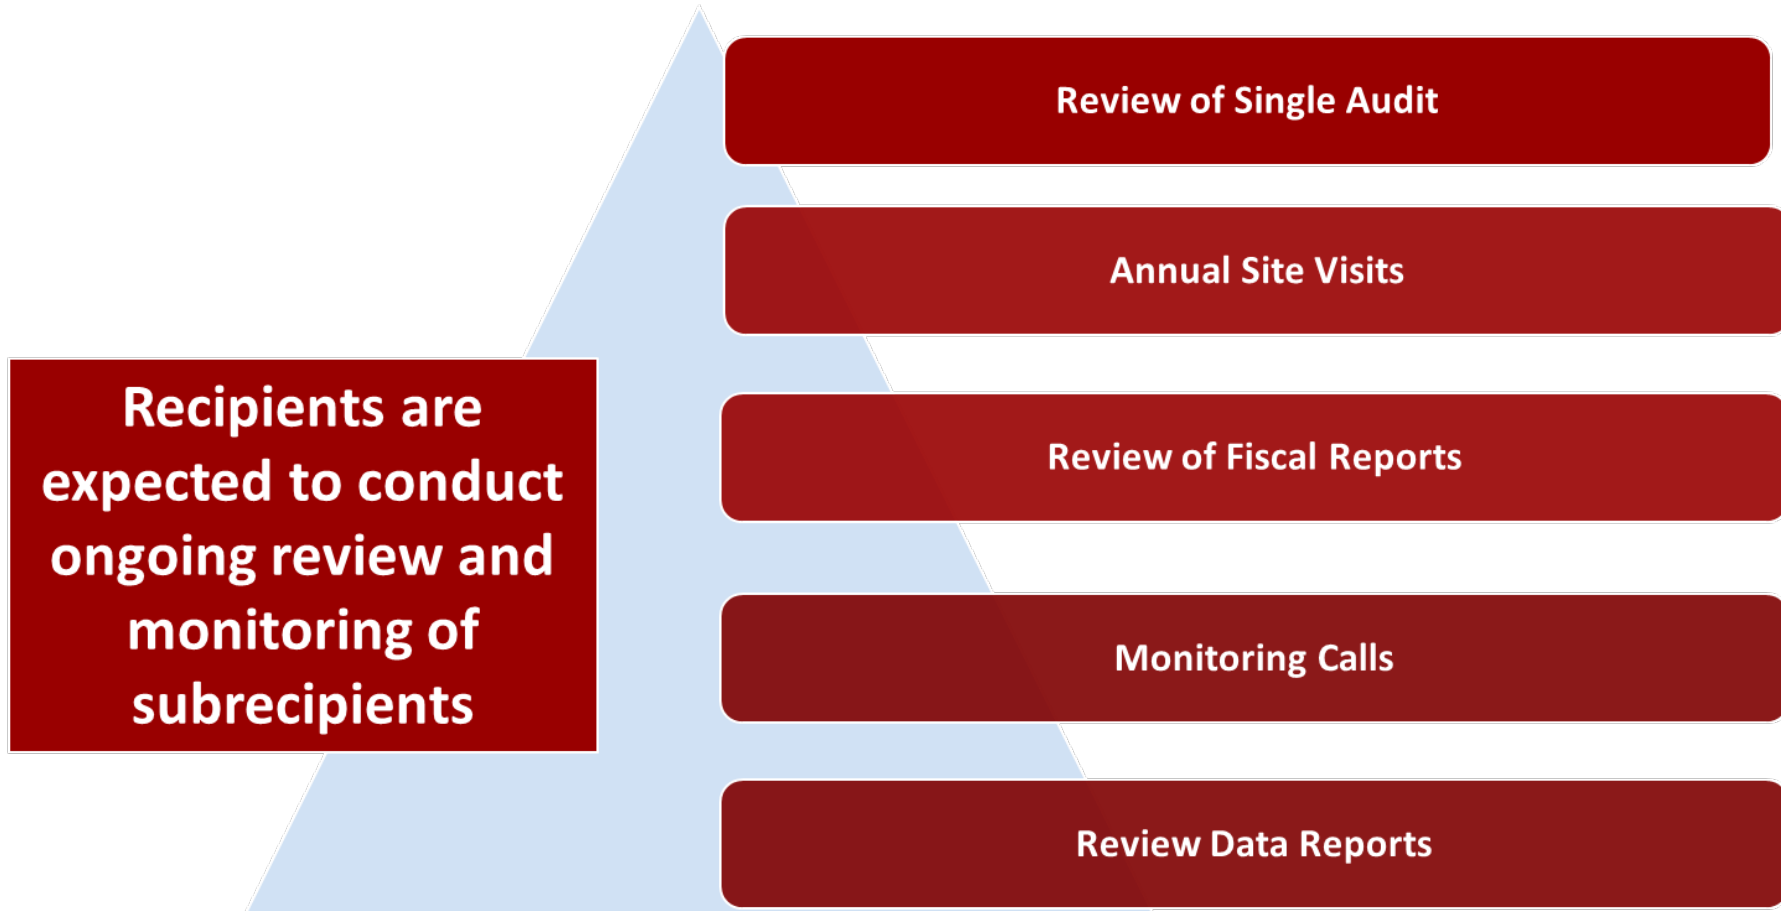 Review of Single Audit
Annual Site Visits
Recipients are
expected to conduct
ongoing review and
monitoring of
subrecipients
Review of Fiscal Reports
Monitoring Calls
Review Data Reports